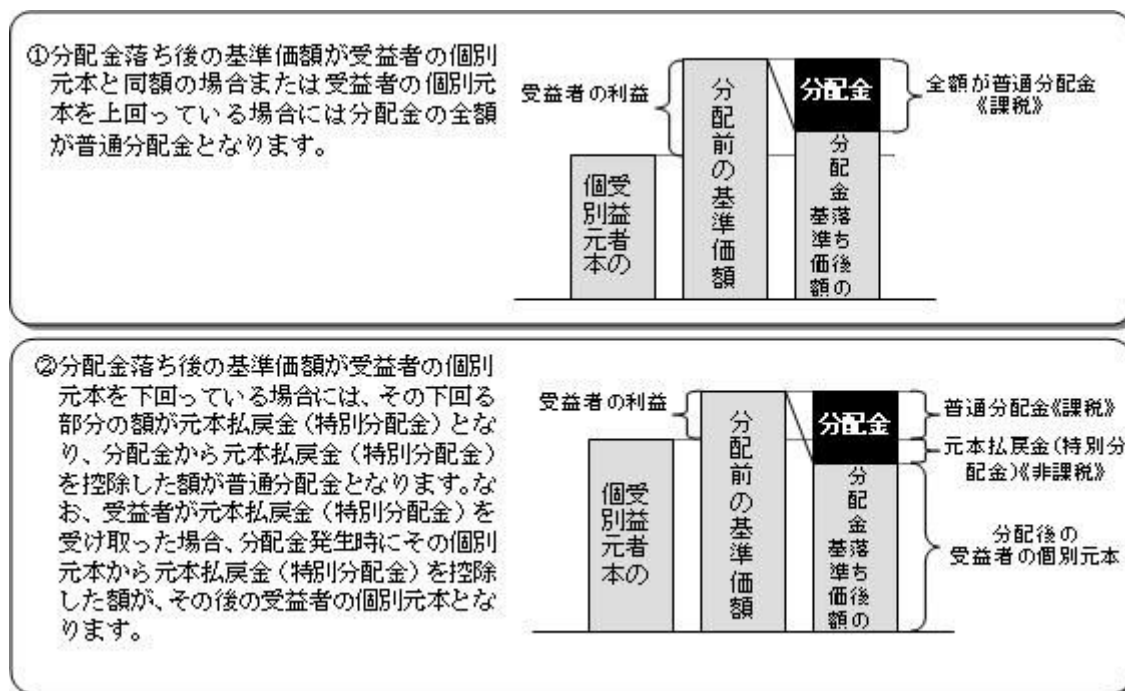 ①分配金落ち後の基準価額が受益者の個別
元本と同額の場合または受益者の個別元
本を上回っている場合には分配金の全額
が普通分配金となります。
受益者の利益
受益者の
個別元本
分配前の基準価額
分配金
分配金落ち後の
基準価額
全額が普通分配金
《課税》
②分配金落ち後の基準価額が受益者の個別
元本を下回っている場合には、その下回る
部分の額が元本払戻金(特別分配金)とな
り、分配金から元本払戻金(特別分配金)
を控除した額が普通分配金となります。な
お、受益者が元本払戻金(特別分配金)を
受け取った場合、分配金発生時にその個別
元本から元本払戻金(特別分配金)を控除
した額が、その後の受益者の個別元本とな
ります。
受益者の利益
受益者の
個別元本
分配前の基準価額
分配金
分配金落ち後の
基準価額
普通分配金《課税》
元本払戻金(特別分
配金)《非課税》
分配後の
受益者の個別元本